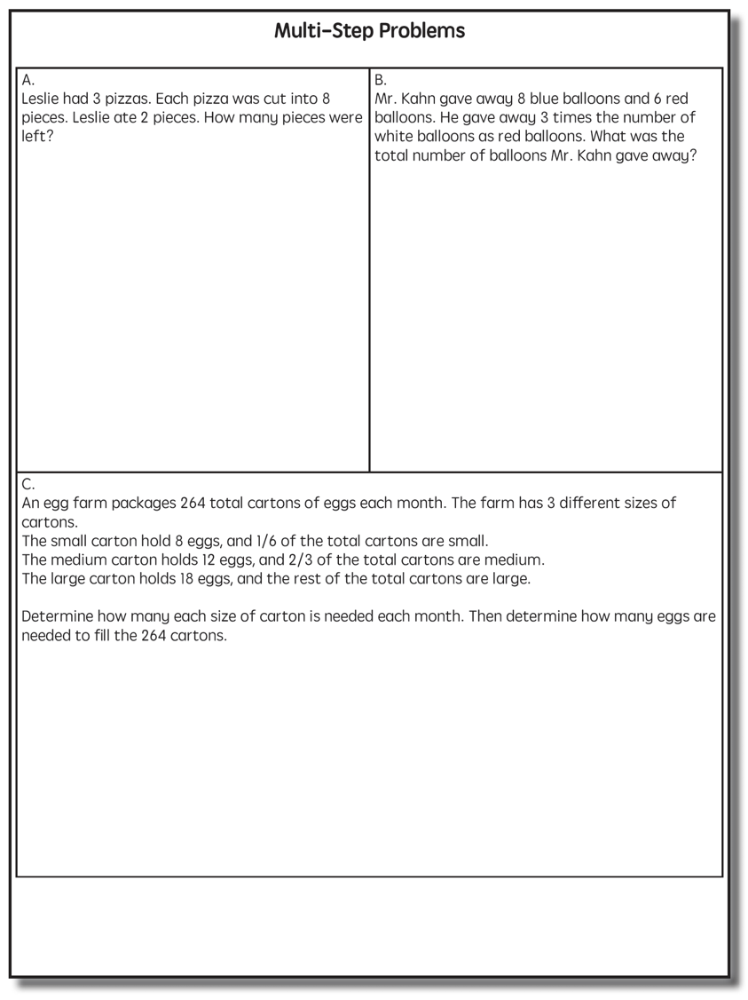 Multi-Step Problems
A.
Leslie had 3 pizzas. Each pizza was cut into 8
pieces. Leslie ate 2 pieces. How many pieces were
left?
B.
Mr. Kahn gave away 8 blue balloons and 6 red
balloons. He gave away 3 times the number of
white balloons as red balloons. What was the
total number of balloons Mr. Kahn gave away?
C.
An egg farm packages 264 total cartons of eggs each month. The farm has 3 different sizes of
cartons.
The small carton hold 8 eggs, and 1/6 of the total cartons are small.
The medium carton holds 12 eggs, and 2/3 of the total cartons are medium.
The large carton holds 18 eggs, and the rest of the total cartons are large.
Determine how many each size of carton is needed each month. Then determine how many eggs are
needed to fill the 264 cartons.